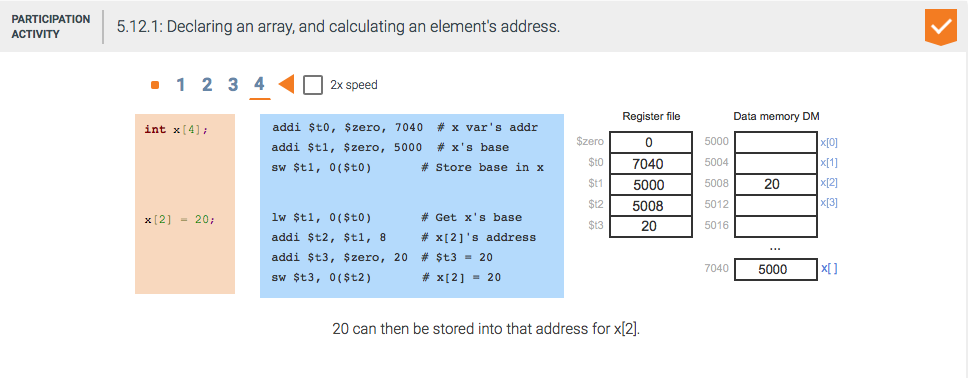 PARTICIPATION
ACTIVITY
5.12.1: Declaring an array, and calculating an element's address.
1 2 3 4 2x speed
int x[4];
x[2] = 20;
addi $t0, $zero, 7040 # x var's addr
addi $t1, $zero, 5000 # x's base
sw $t1, 0($t0) # Store base in x
lw $t1, 0($t0) # Get x's base
addi $t2, $t1, 8 # x[2]'s address
addi $t3, $zero, 20 # $t3 = 20
sw $t3, 0($t2) # x[2] = 20
Register file
$zero 0
$t0 7040
$t1 5000
$t2 5008
$t3 20
Data memory DM
5000 x[0]
5004 x[1]
5008 20 x[2]
5012 x[3]
5016
...
7040 5000 x[ ]
20 can then be stored into that address for x[2].